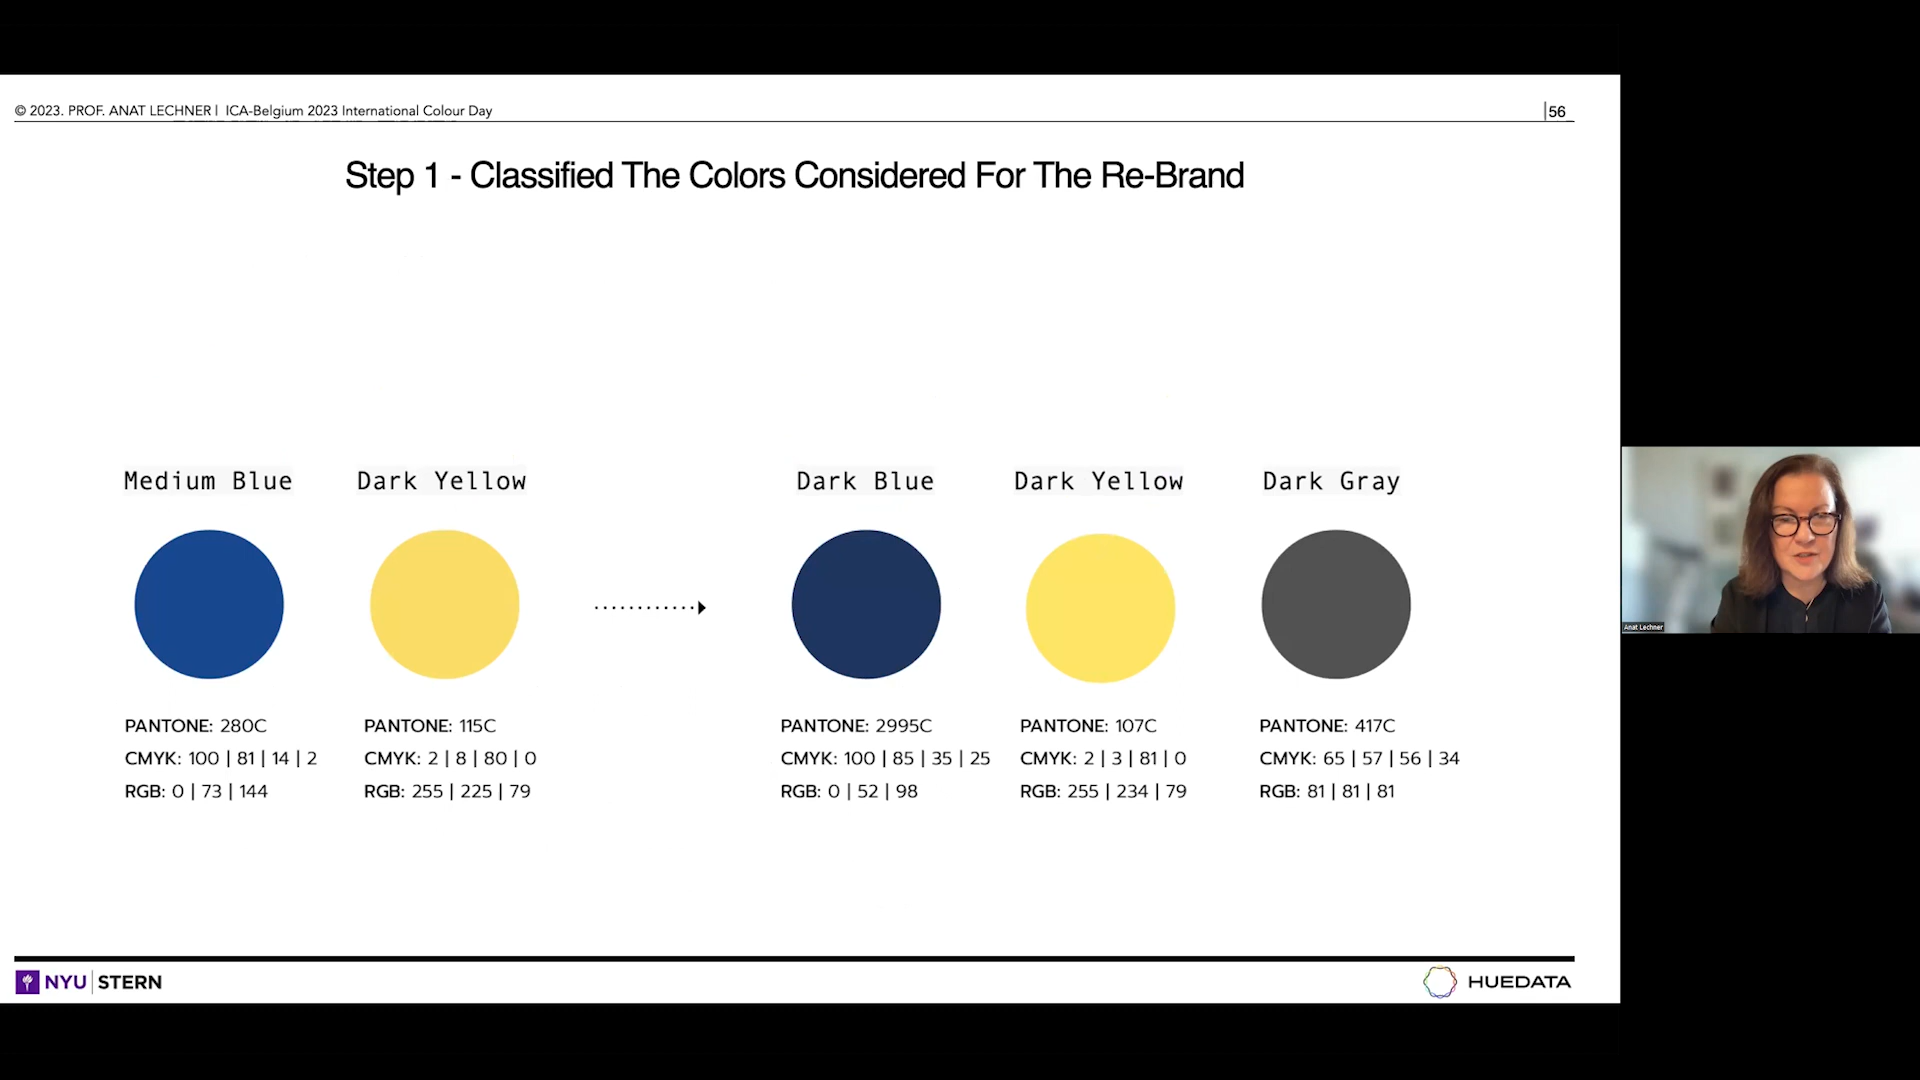 © 2023. PROF. ANAT LECHNER | ICA-Belgium 2023 International Colour Day
|56
Step 1 - Classified The Colors Considered For The Re-Brand
Medium Blue
Dark Yellow
Dark Blue
Dark Yellow
Dark Gray
PANTONE: 280C
CMYK: 100 | 81 | 14 | 2
RGB: 0 | 73 | 144
PANTONE: 115C
CMYK: 2 | 8 | 80 | 0
RGB: 255 | 225 | 79
PANTONE: 2995C
CMYK: 100 | 85 | 35 | 25
RGB: 0 | 52 | 98
PANTONE: 107C
CMYK: 2 | 3 | 81 | 0
RGB: 255 | 234 | 79
PANTONE: 417C
CMYK: 65 | 57 | 56 | 34
RGB: 81 | 81 | 81
NYU | STERN
HUEDATA
Anat Lechner